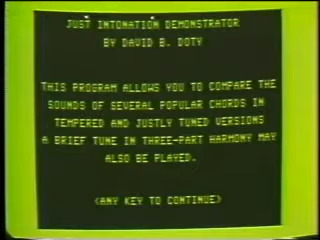 JUST INTONATION DEMONSTRATOR
BY DAVID B. DOTY
THIS PROGRAM ALLOWS YOU TO COMPARE THE
SOUNDS OF SEVERAL POPULAR CHORDS IN
TEMPERED AND JUSTLY TUNED VERSIONS
A BRIEF TUNE IN THREE-PART HARMONY MAY
ALSO BE PLAYED.
<ANY KEY TO CONTINUE>